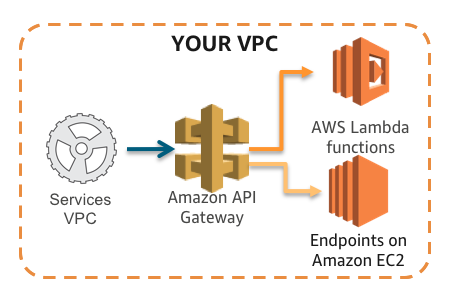 YOUR VPC
Services
VPC
Amazon API
Gateway
AWS Lambda
functions
Endpoints on
Amazon EC2